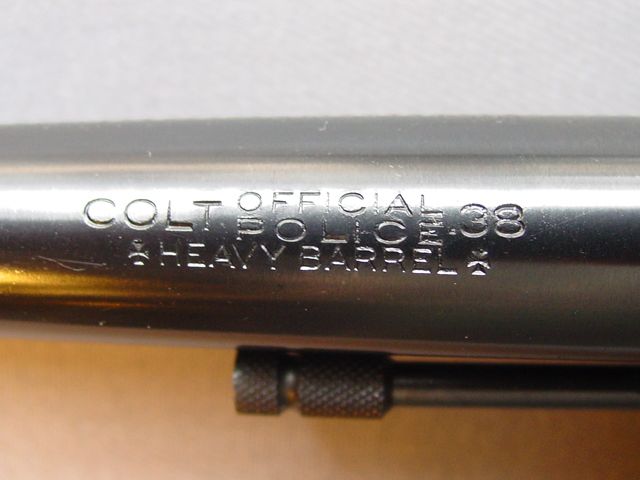 COLT OFFICIAL POLICE .38
HEAVY BARREL